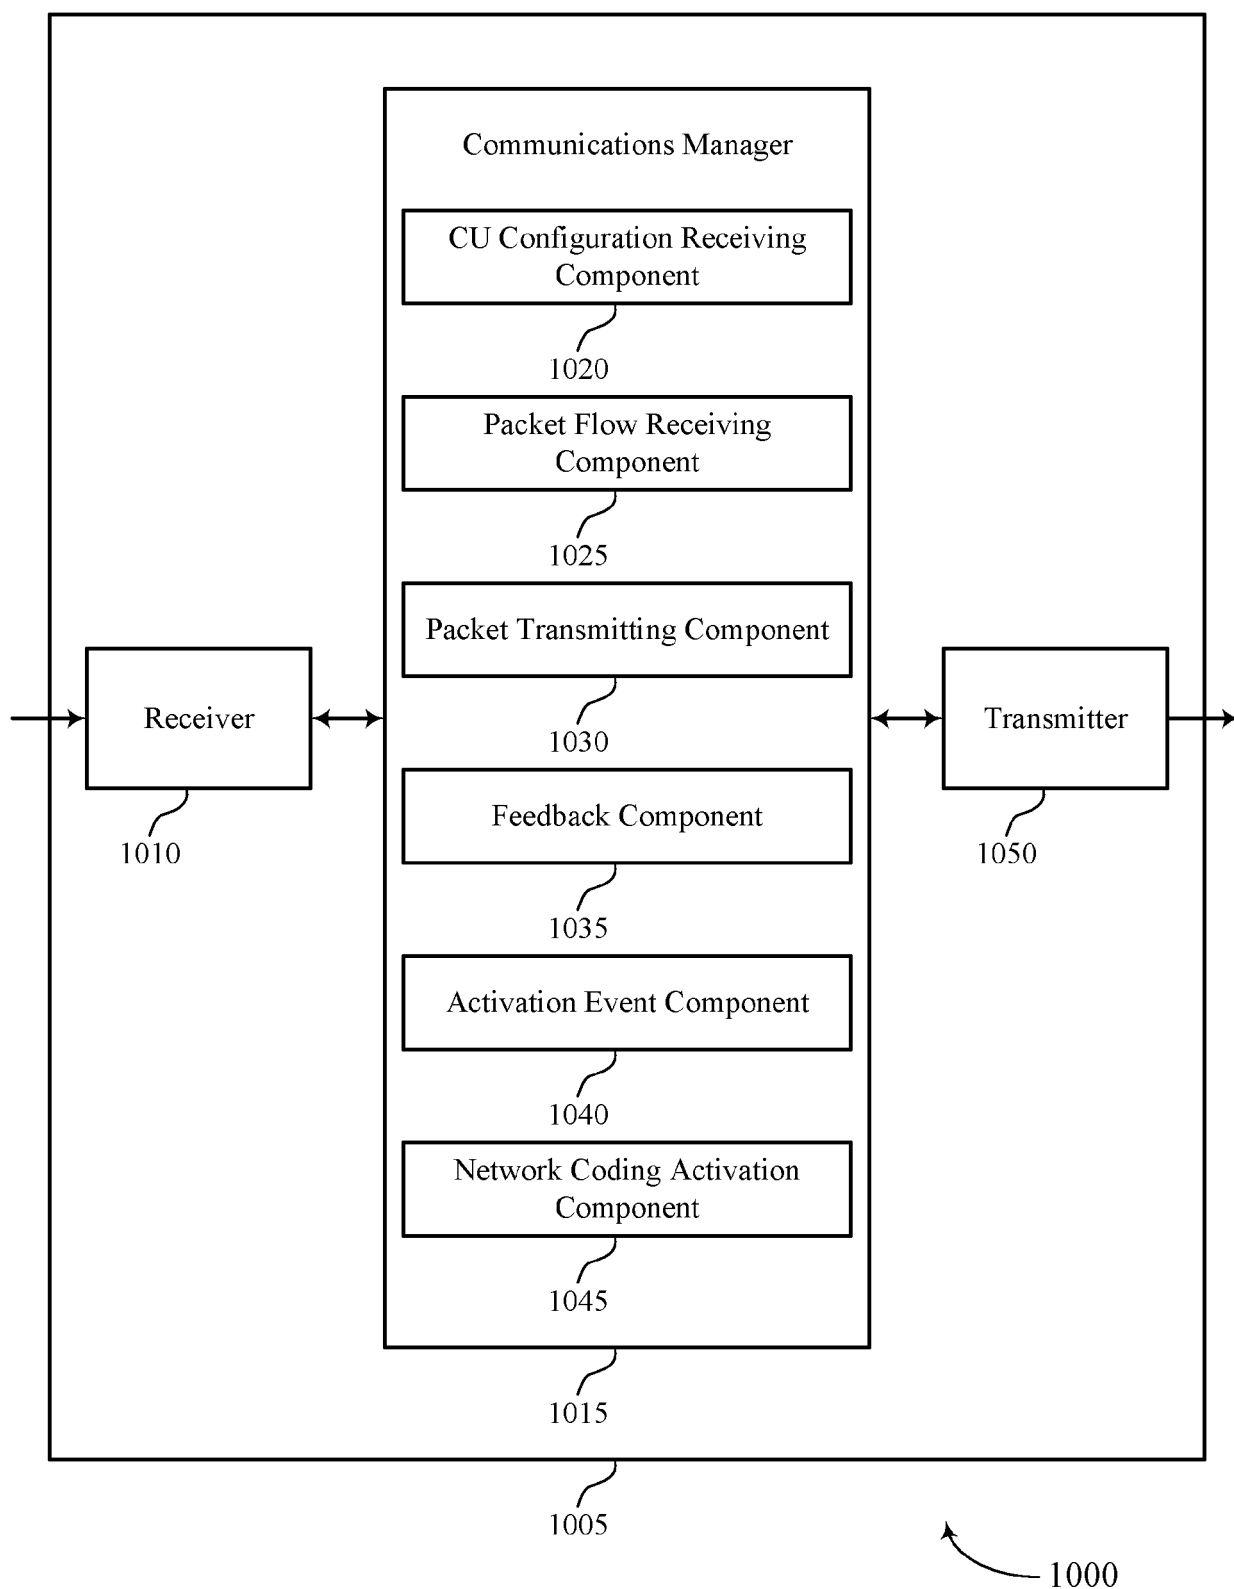 Communications Manager
CU Configuration Receiving
Component
1020
Packet Flow Receiving
Component
1025
Packet Transmitting Component
1030
Receiver
1010
Transmitter
1050
Feedback Component
1035
Activation Event Component
1040
Network Coding Activation
Component
1045
1015
1005
1000